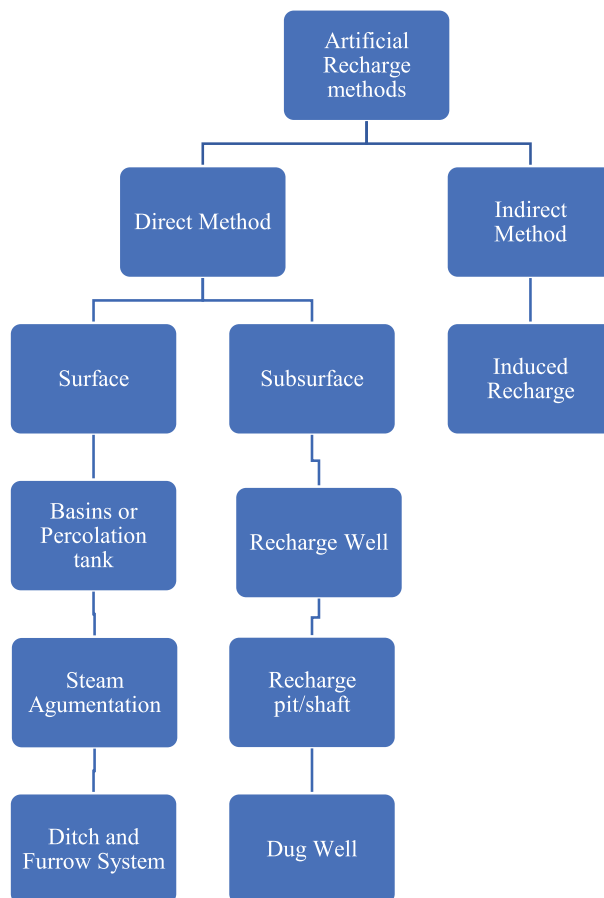 Artificial
Recharge
methods
Direct Method
Indirect
Method
Surface
Subsurface
Induced
Recharge
Basins or
Percolation
tank
Recharge Well
Steam
Agumentation
Recharge
pit/shaft
Ditch and
Furrow System
Dug Well